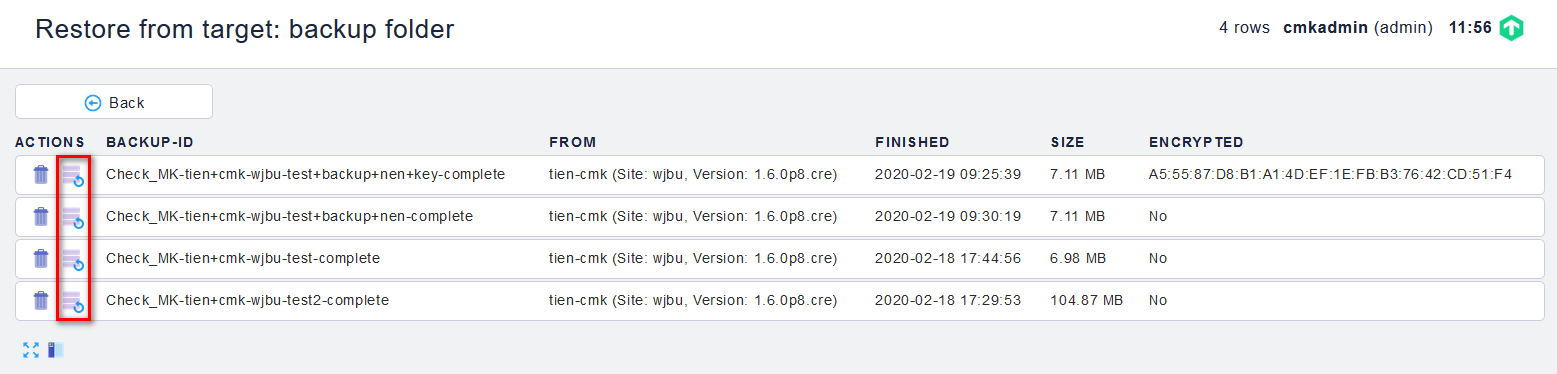 Restore from target: backup folder
4 rows cmkadmin (admin) 11:56
Back
ACTIONS BACKUP-ID FROM FINISHED SIZE ENCRYPTED
Check_MK-tien+cmk-wjbu-test+backup+nen+key-complete tien-cmk (Site: wjbu, Version: 1.6.0p8.cre) 2020-02-19 09:25:39 7.11 MB A5:55:87:D8:B1:A1:4D:EF:1E:FB:B3:76:42:CD:51:F4
Check_MK-tien+cmk-wjbu-test+backup+nen-complete tien-cmk (Site: wjbu, Version: 1.6.0p8.cre) 2020-02-19 09:30:19 7.11 MB No
Check_MK-tien+cmk-wjbu-test-complete tien-cmk (Site: wjbu, Version: 1.6.0p8.cre) 2020-02-18 17:44:56 6.98 MB No
Check_MK-tien+cmk-wjbu-test2-complete tien-cmk (Site: wjbu, Version: 1.6.0p8.cre) 2020-02-18 17:29:53 104.87 MB No